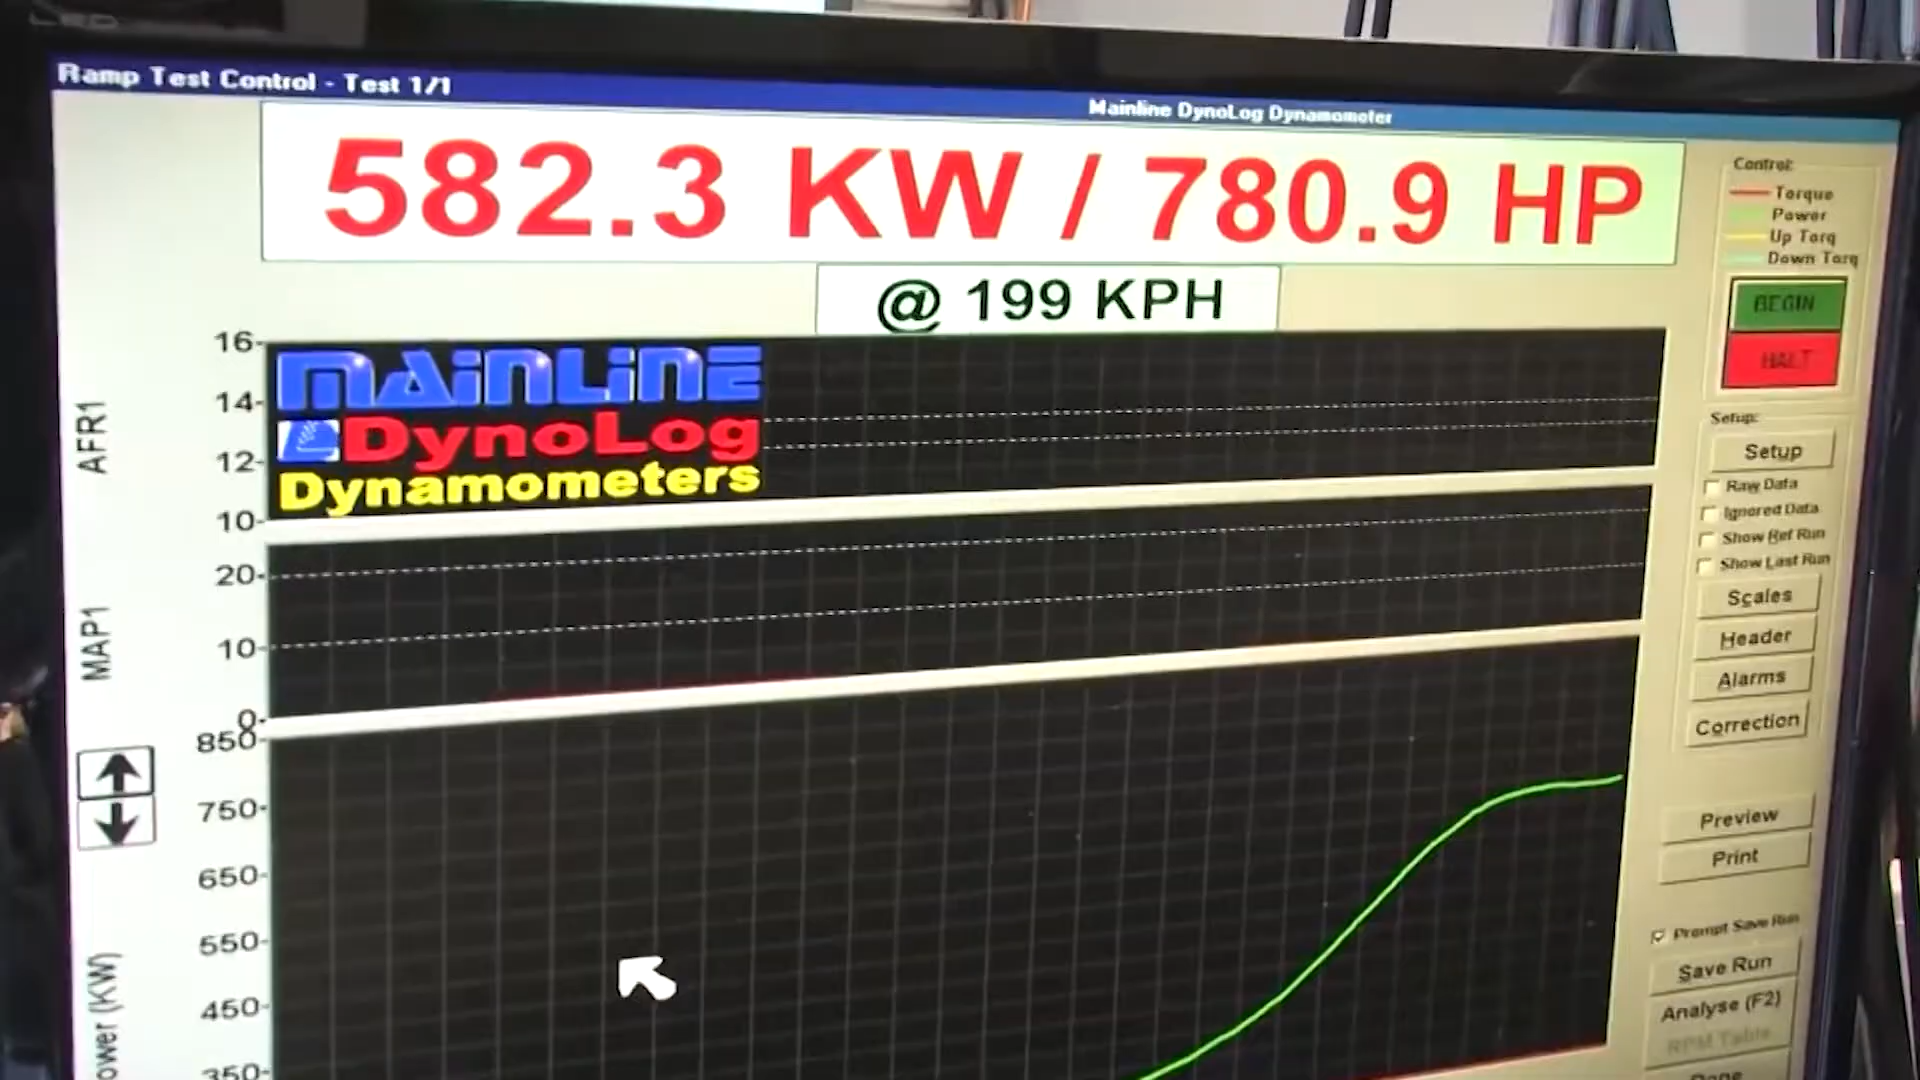 Ramp Test Control - Test 1/1
Mainline DynoLog Dynamometer
582.3 KW / 780.9 HP
@ 199 KPH
Control:
Torque
Power
Up Torq
Down Torq
BEGIN
HALT
Setup:
Setup
Raw Data
Ignored Data
Show Ref Run
Show Last Run
Scales
Header
Alarms
Correction
Preview
Print
Prompt Save Run
Save Run
Analyse (F2)
RPM Table
AFR1
16
14
12
10
MAINLINE
DynoLog
Dynamometers
MAP1
20
10
0
850
750
650
550
450
350
(KW)